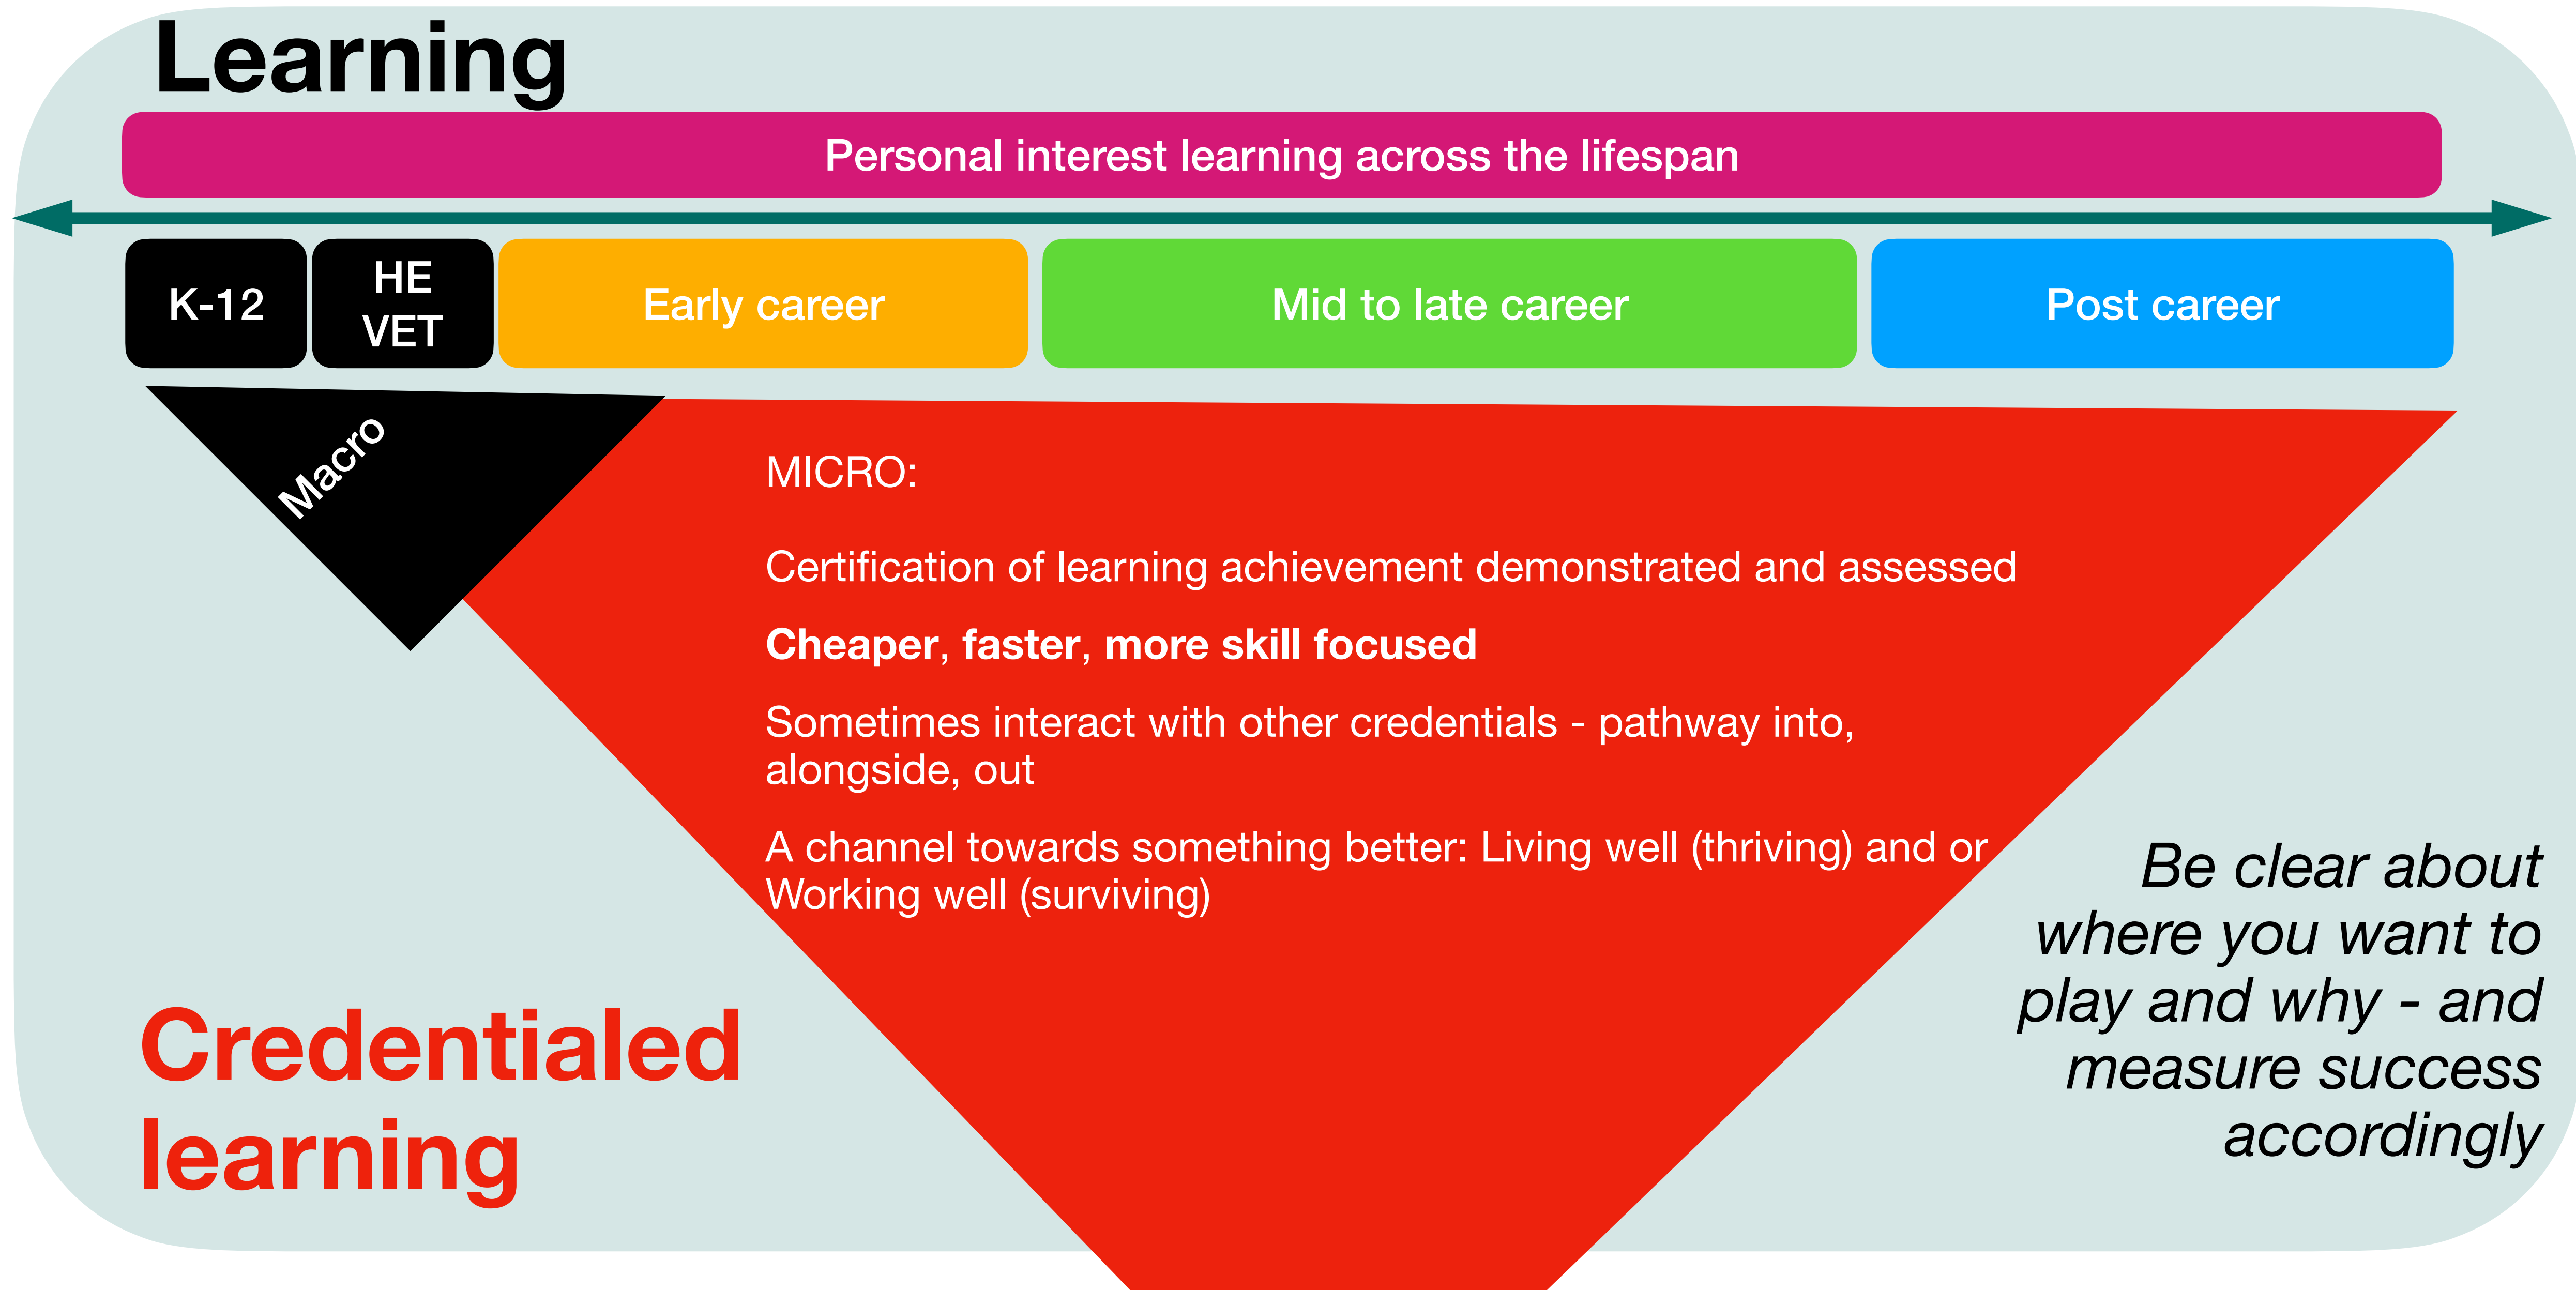 Learning
Personal interest learning across the lifespan
K-12
HE
VET
Early career
Mid to late career
Post career
Macro
MICRO:
Certification of learning achievement demonstrated and assessed
Cheaper, faster, more skill focused
Sometimes interact with other credentials - pathway into,
alongside, out
A channel towards something better: Living well (thriving) and or
Working well (surviving)
Be clear about
where you want to
play and why - and
measure success
accordingly
Credentialed
learning